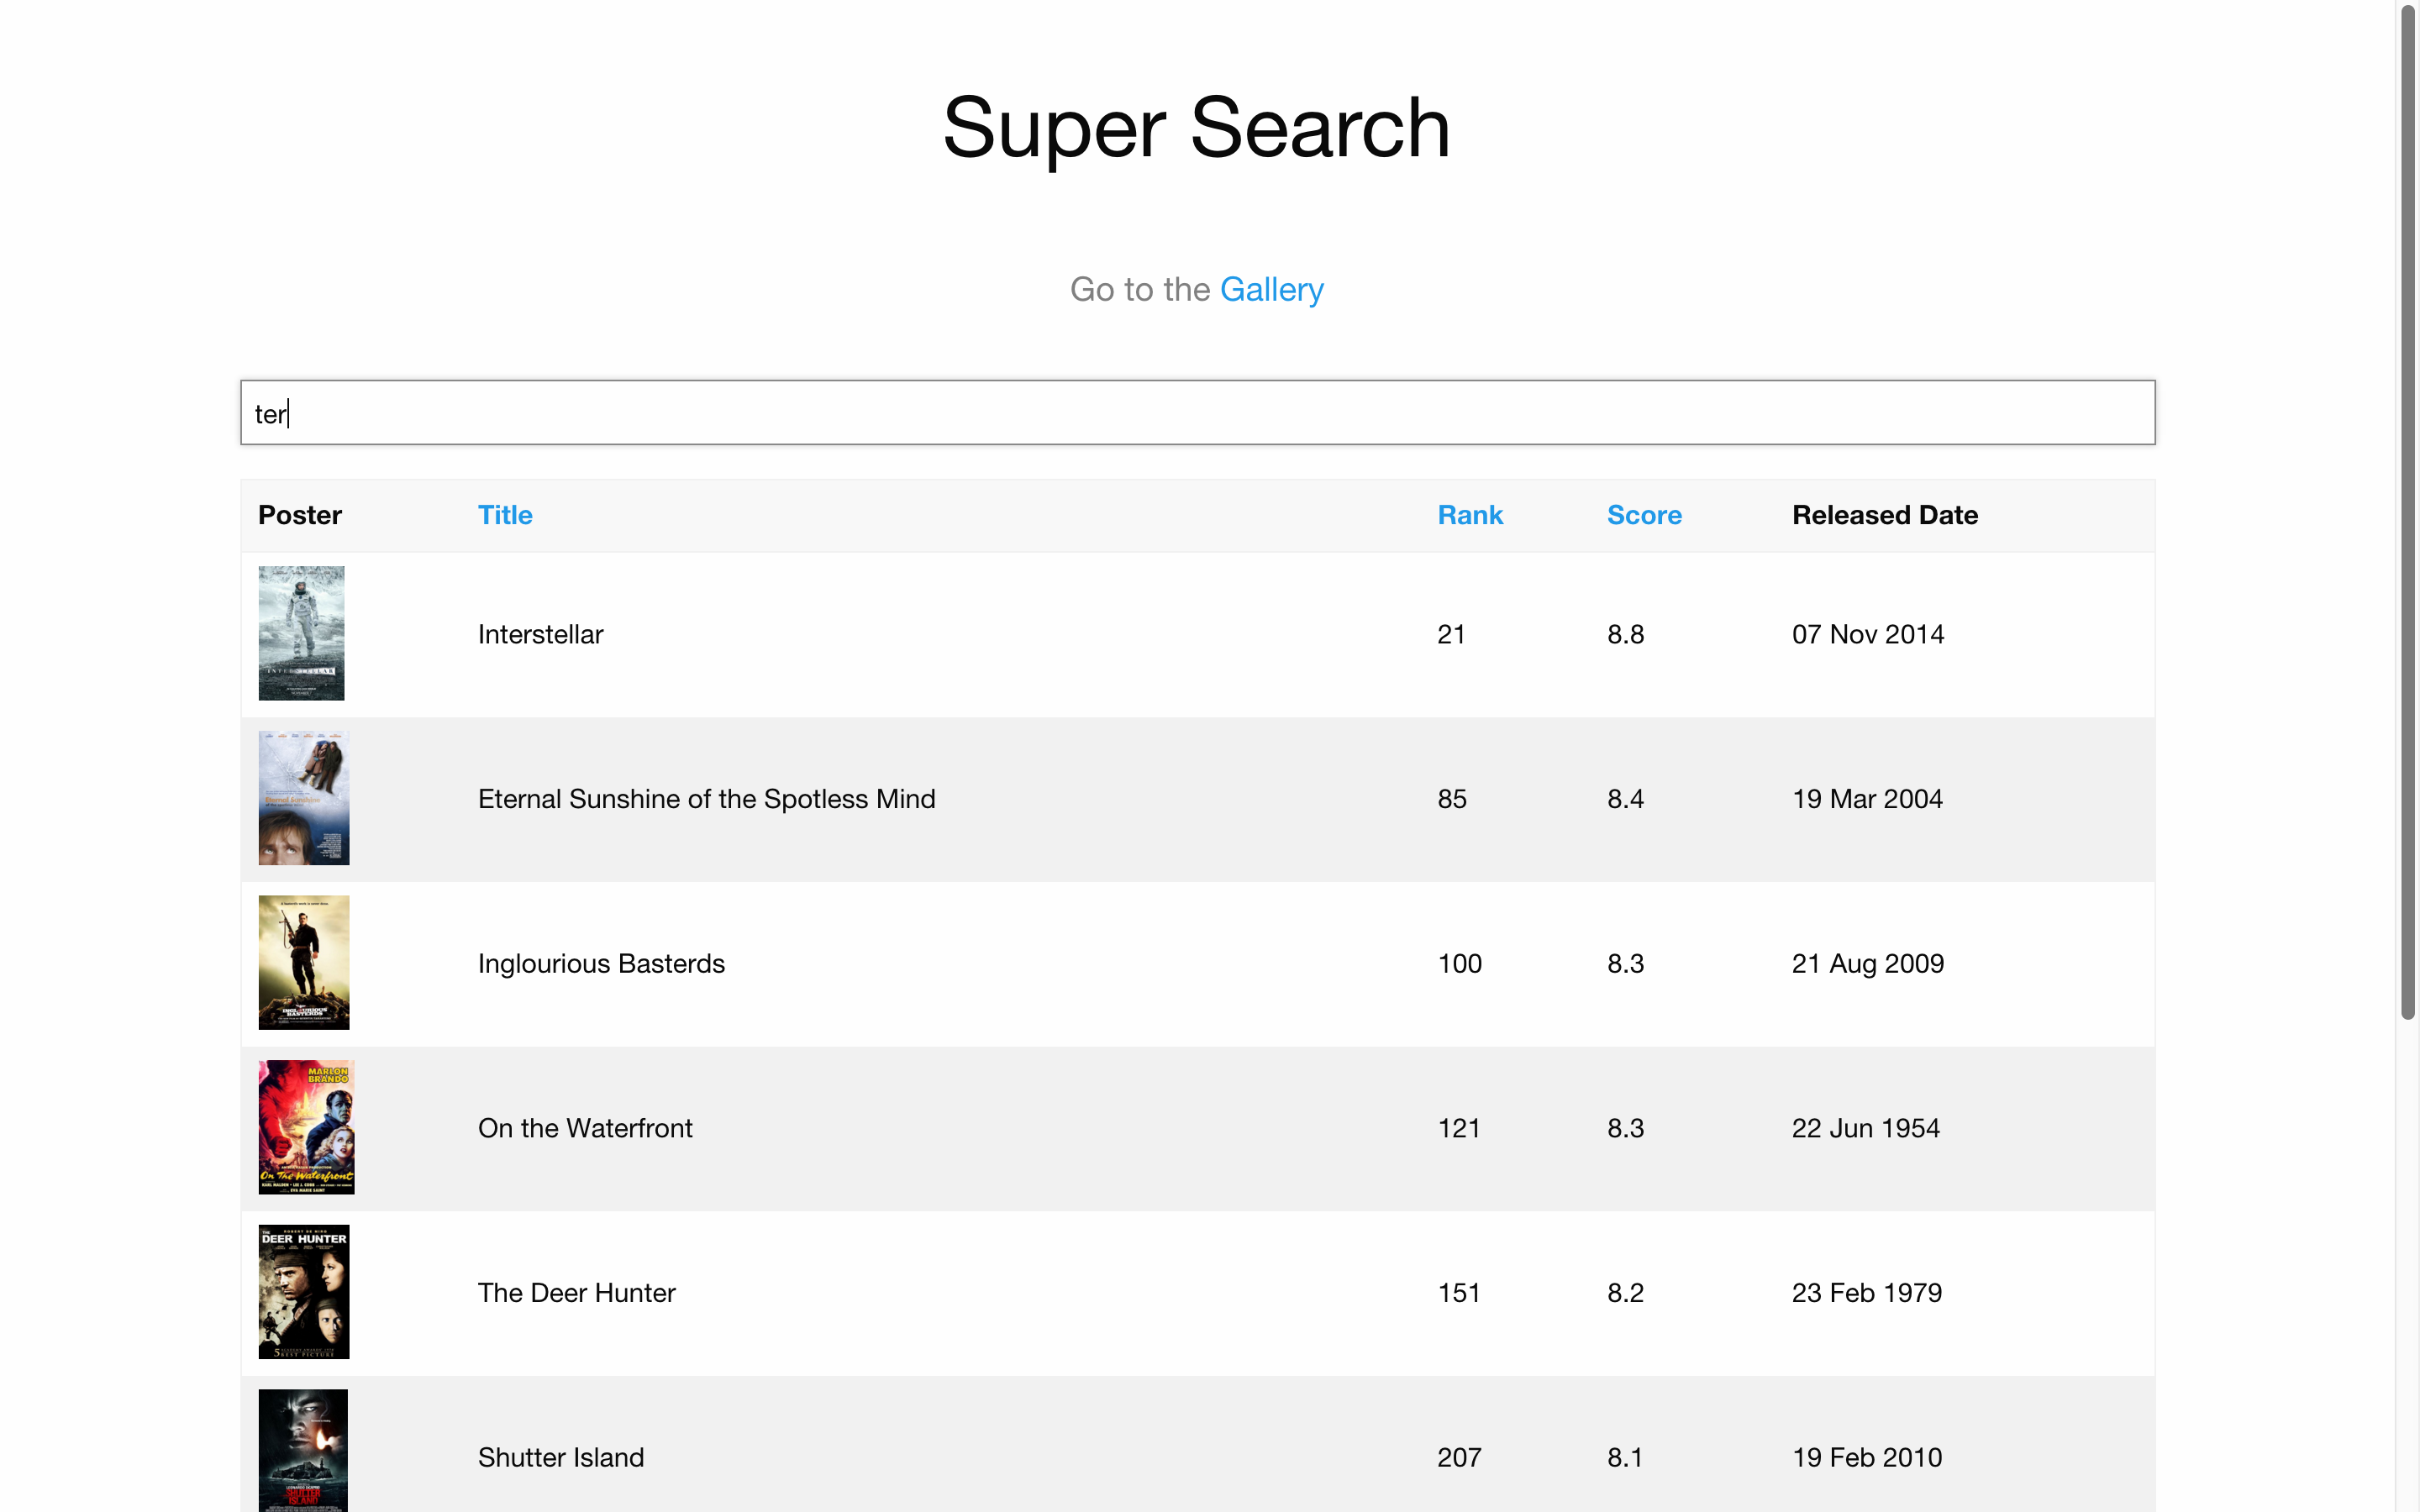 Super Search
Go to the Gallery
ter
Poster Title Rank Score Released Date
Interstellar 21 8.8 07 Nov 2014
Eternal Sunshine of the Spotless Mind 85 8.4 19 Mar 2004
Inglourious Basterds 100 8.3 21 Aug 2009
MARLON
BRANDO
On the Waterfront 121 8.3 22 Jun 1954
On The Waterfront
THE
DEER HUNTER
The Deer Hunter 151 8.2 23 Feb 1979
Shutter Island 207 8.1 19 Feb 2010
SHUTTER
ISLAND